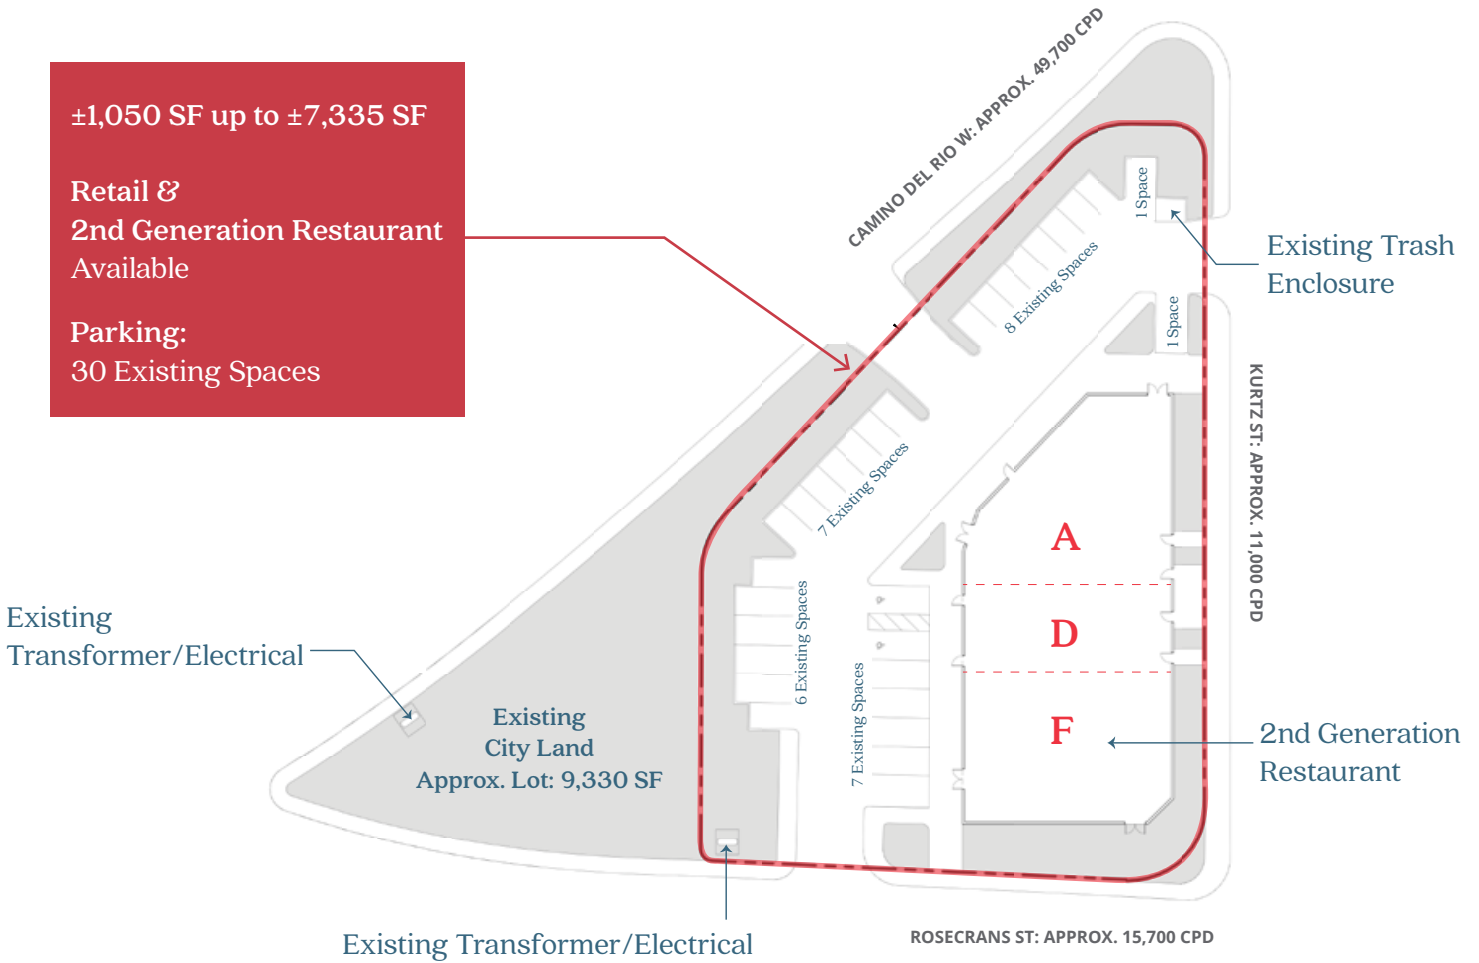 ±1,050 SF up to ±7,335 SF
Retail &
2nd Generation Restaurant
Available
Parking:
30 Existing Spaces
CAMINO DEL RIO W: APPROX. 49,700 CPD
1 Space
Existing Trash
Enclosure
8 Existing Spaces
1 Space
KURTZ ST: APPROX. 11,000 CPD
7 Existing Spaces
A
D
F
6 Existing Spaces
7 Existing Spaces
Existing
Transformer/Electrical
Existing
City Land
Approx. Lot: 9,330 SF
2nd Generation
Restaurant
Existing Transformer/Electrical
ROSECRANS ST: APPROX. 15,700 CPD